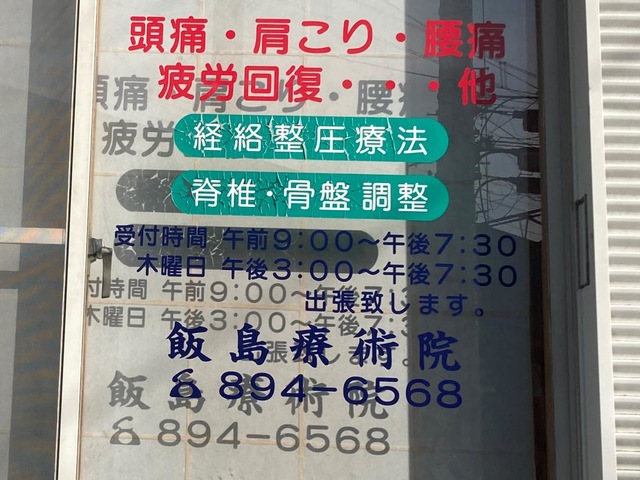 頭痛・肩こり・腰痛
疲労回復・・・他
経絡整圧療法
脊椎・骨盤調整
受付時間 午前9:00〜午後7:30
木曜日 午後3:00〜午後7:30
出張致します。
飯島療術院
☎894-6568